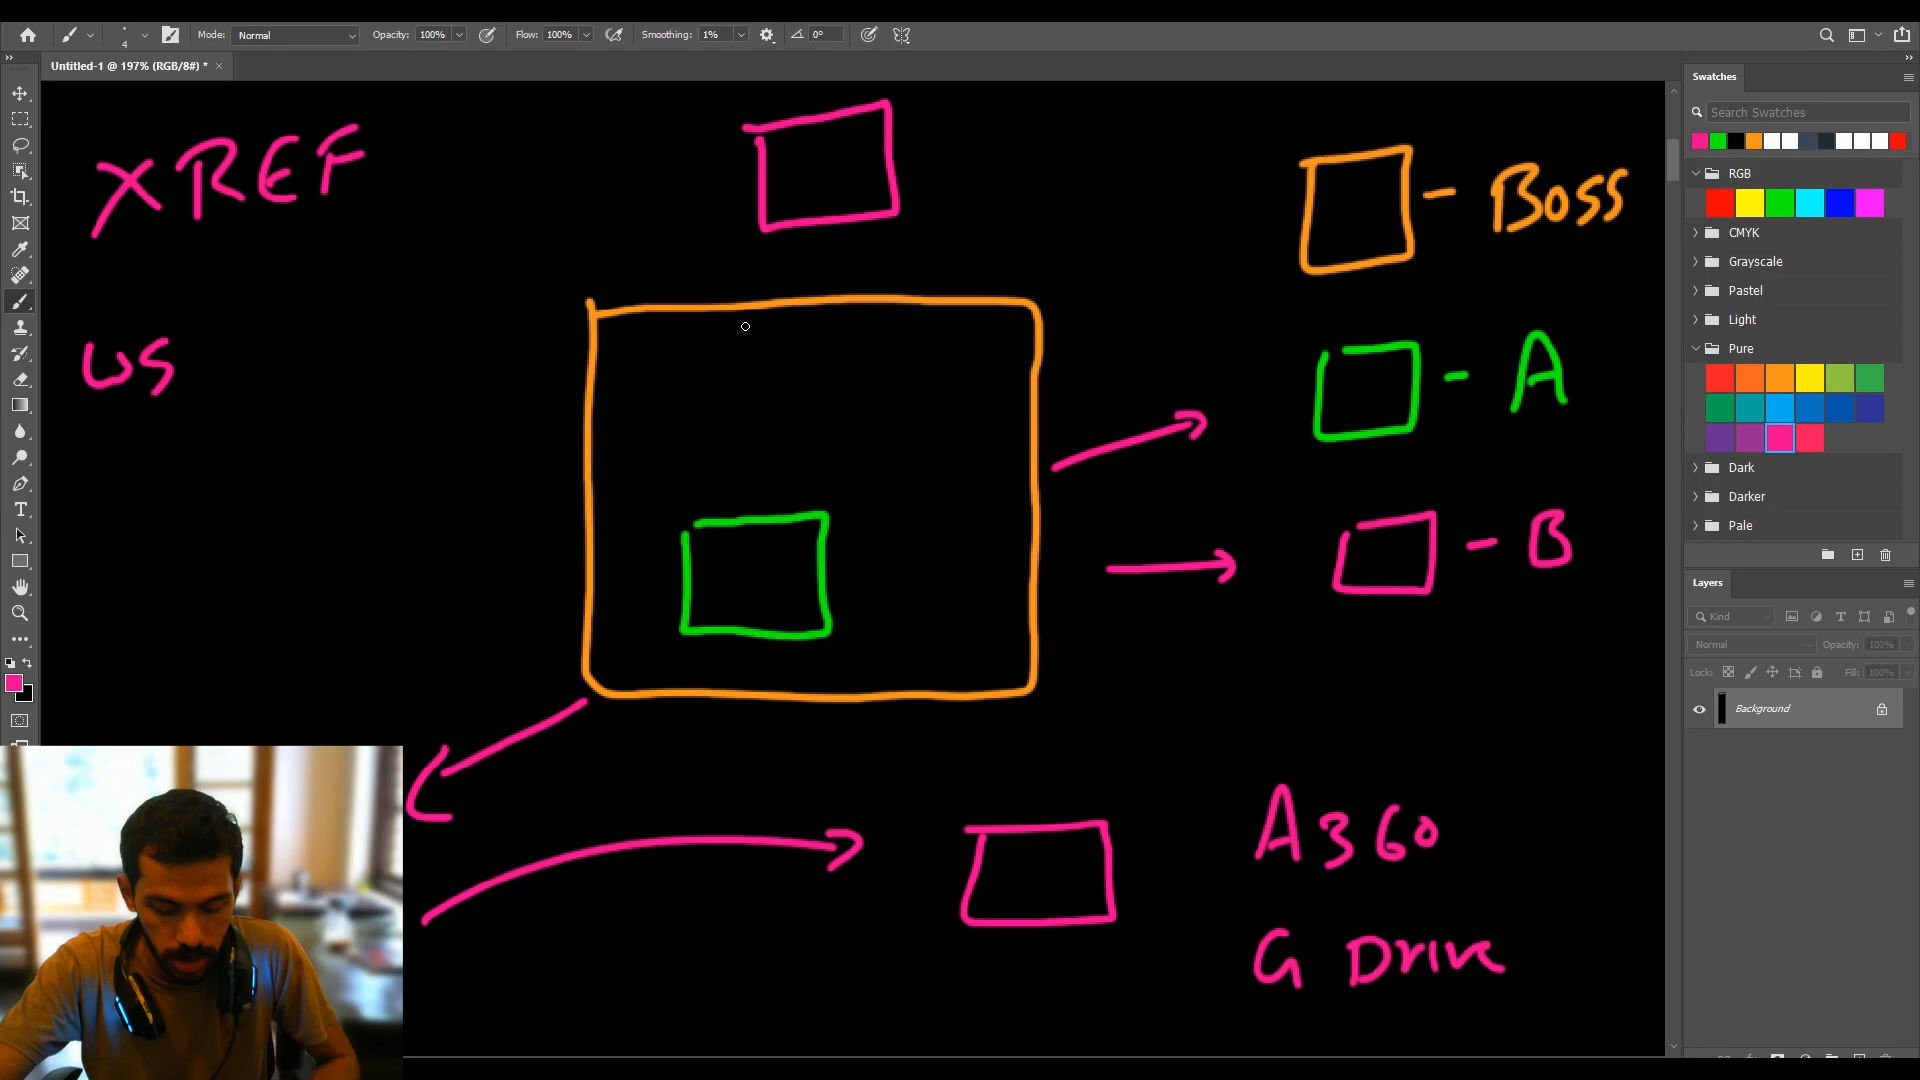 Mode: Normal Opacity: 100% Flow: 100% Smoothing: 1% 0°
4
Untitled-1 @ 197% (RGB/8#) * ×
XREF
US
Boss
A
B
A360
G Drive
Swatches
Search Swatches
RGB
CMYK
Grayscale
Pastel
Light
Pure
Dark
Darker
Pale
Layers
Kind
Normal Opacity: 100%
Lock: Fill: 100%
Background